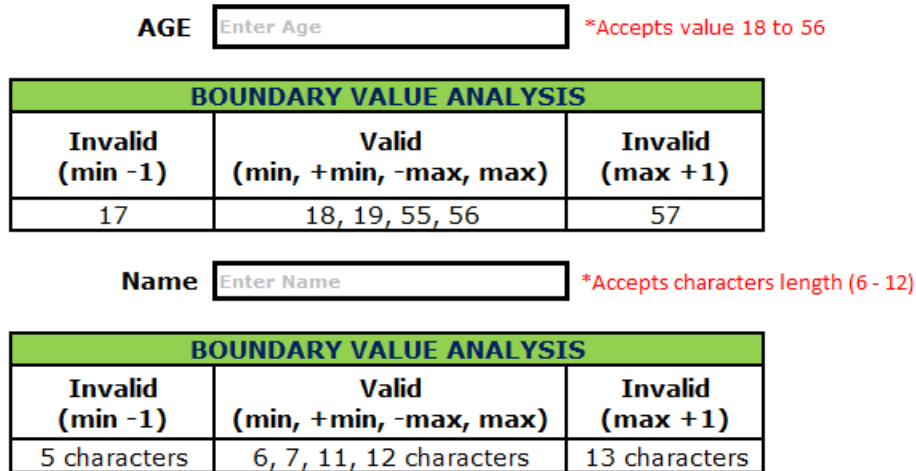 AGE Enter Age *Accepts value 18 to 56
BOUNDARY VALUE ANALYSIS
Invalid Valid Invalid
(min -1) (min, +min, -max, max) (max +1)
17 18, 19, 55, 56 57
Name Enter Name *Accepts characters length (6 - 12)
BOUNDARY VALUE ANALYSIS
Invalid Valid Invalid
(min -1) (min, +min, -max, max) (max +1)
5 characters 6, 7, 11, 12 characters 13 characters